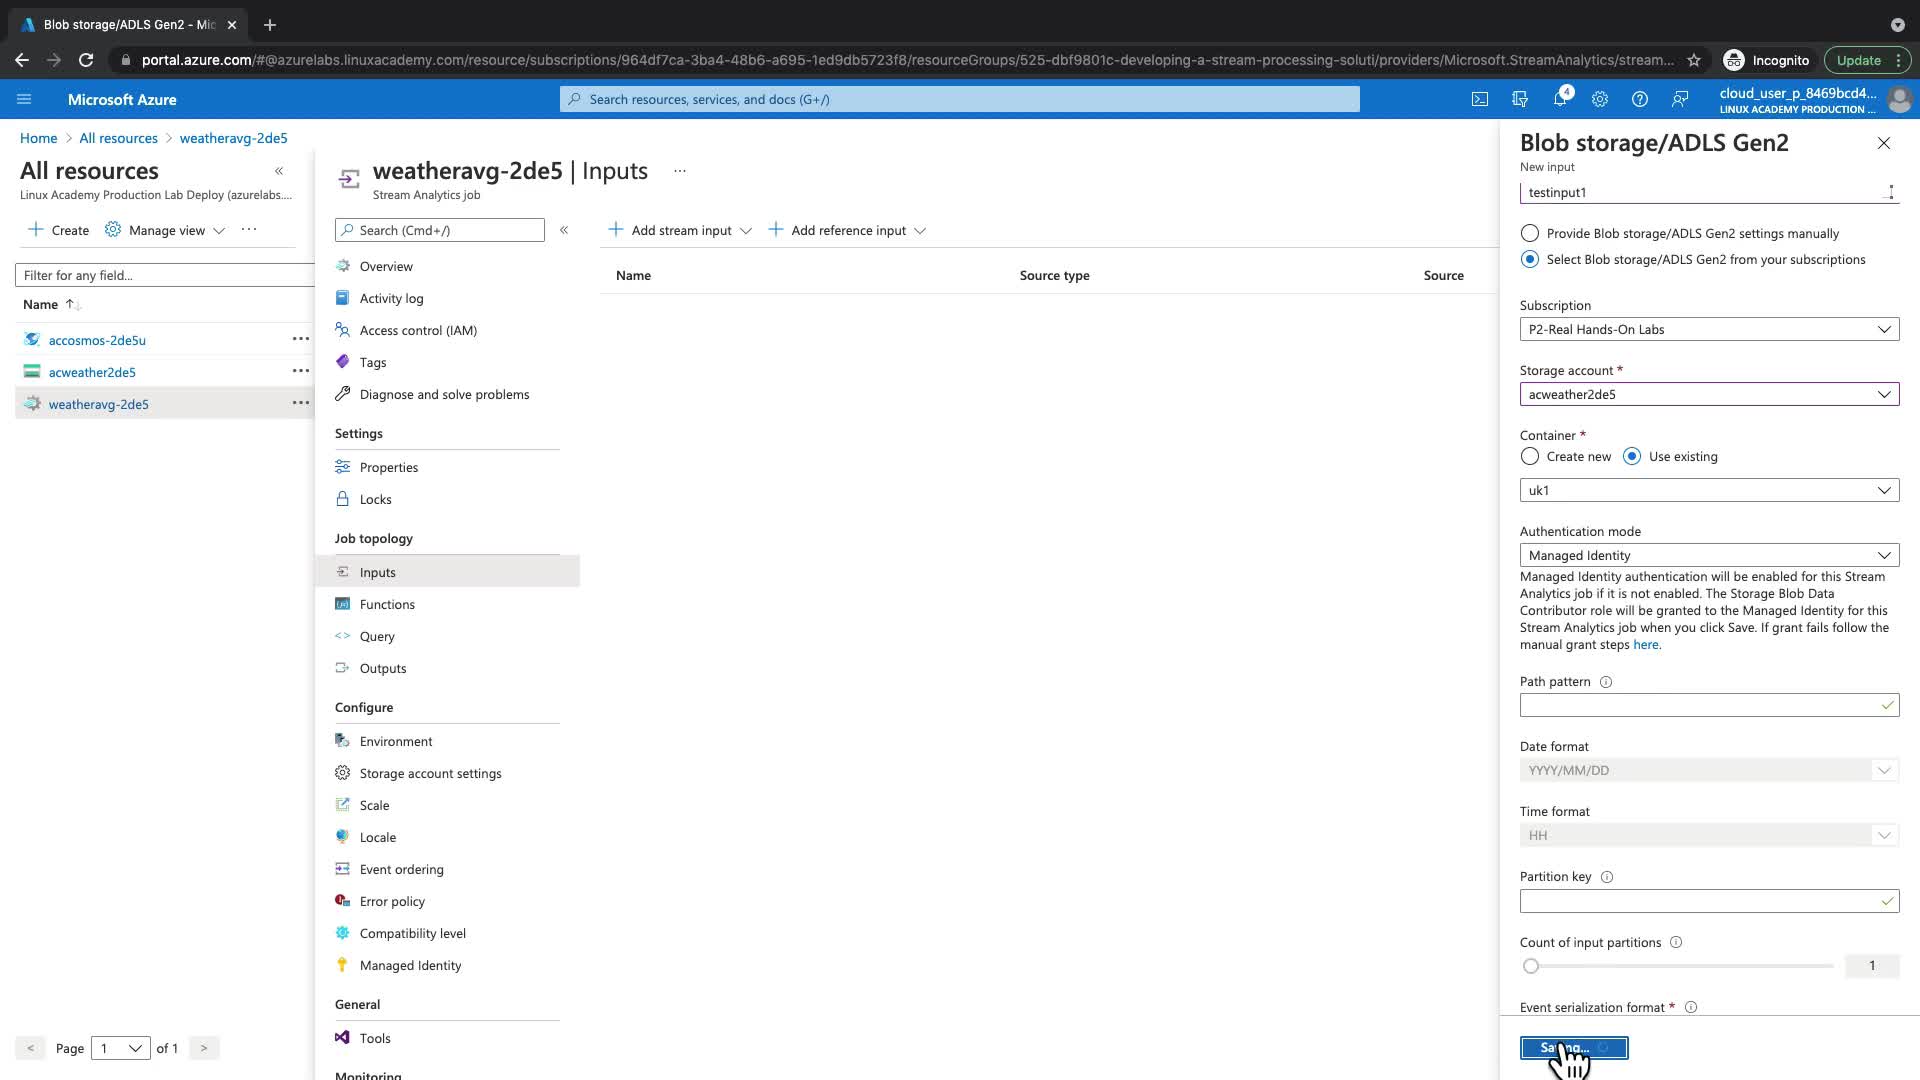 Blob storage/ADLS Gen2 - Mic
portal.azure.com/#@azurelabs.linuxacademy.com/resource/subscriptions/964df7ca-3ba4-48b6-a695-1ed9db5723f8/resourceGroups/525-dbf9801c-developing-a-stream-processing-soluti/providers/Microsoft.StreamAnalytics/stream...
Incognito
Update
Microsoft Azure
Search resources, services, and docs (G+/)
4
cloud_user_p_8469bcd4...
LINUX ACADEMY PRODUCTION ...
Home > All resources > weatheravg-2de5
All resources
Linux Academy Production Lab Deploy (azurelabs....
Create
Manage view
Filter for any field...
Name
accosmos-2de5u
acweather2de5
weatheravg-2de5
< Page 1 of 1 >
weatheravg-2de5 | Inputs
Stream Analytics job
Search (Cmd+/)
Overview
Activity log
Access control (IAM)
Tags
Diagnose and solve problems
Settings
Properties
Locks
Job topology
Inputs
Functions
Query
Outputs
Configure
Environment
Storage account settings
Scale
Locale
Event ordering
Error policy
Compatibility level
Managed Identity
General
Tools
Monitoring
Add stream input
Add reference input
Name Source type Source
Blob storage/ADLS Gen2
New input
testinput1
Provide Blob storage/ADLS Gen2 settings manually
Select Blob storage/ADLS Gen2 from your subscriptions
Subscription
P2-Real Hands-On Labs
Storage account *
acweather2de5
Container *
Create new Use existing
uk1
Authentication mode
Managed Identity
Managed Identity authentication will be enabled for this Stream
Analytics job if it is not enabled. The Storage Blob Data
Contributor role will be granted to the Managed Identity for this
Stream Analytics job when you click Save. If grant fails follow the
manual grant steps here.
Path pattern
Date format
YYYY/MM/DD
Time format
HH
Partition key
Count of input partitions
1
Event serialization format *